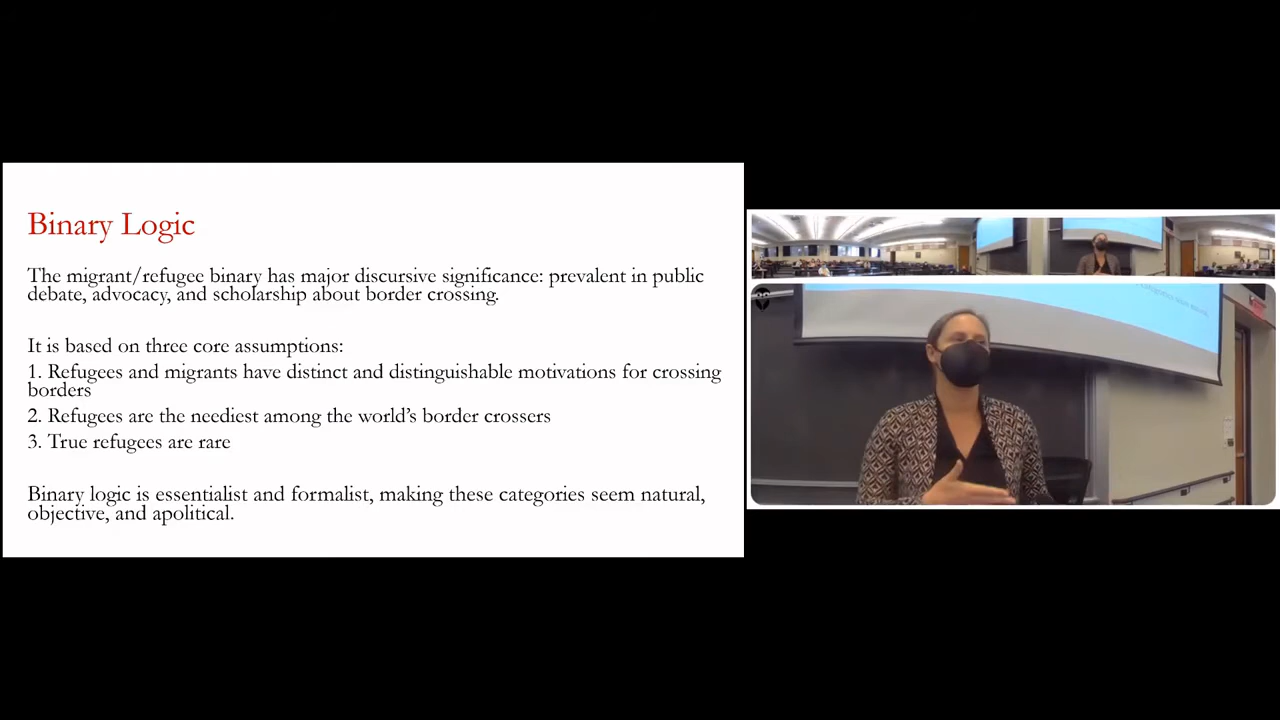 Binary Logic
The migrant/refugee binary has major discursive significance: prevalent in public
debate, advocacy, and scholarship about border crossing.
It is based on three core assumptions:
1. Refugees and migrants have distinct and distinguishable motivations for crossing
borders
2. Refugees are the neediest among the world's border crossers
3. True refugees are rare
Binary logic is essentialist and formalist, making these categories seem natural,
objective, and apolitical.